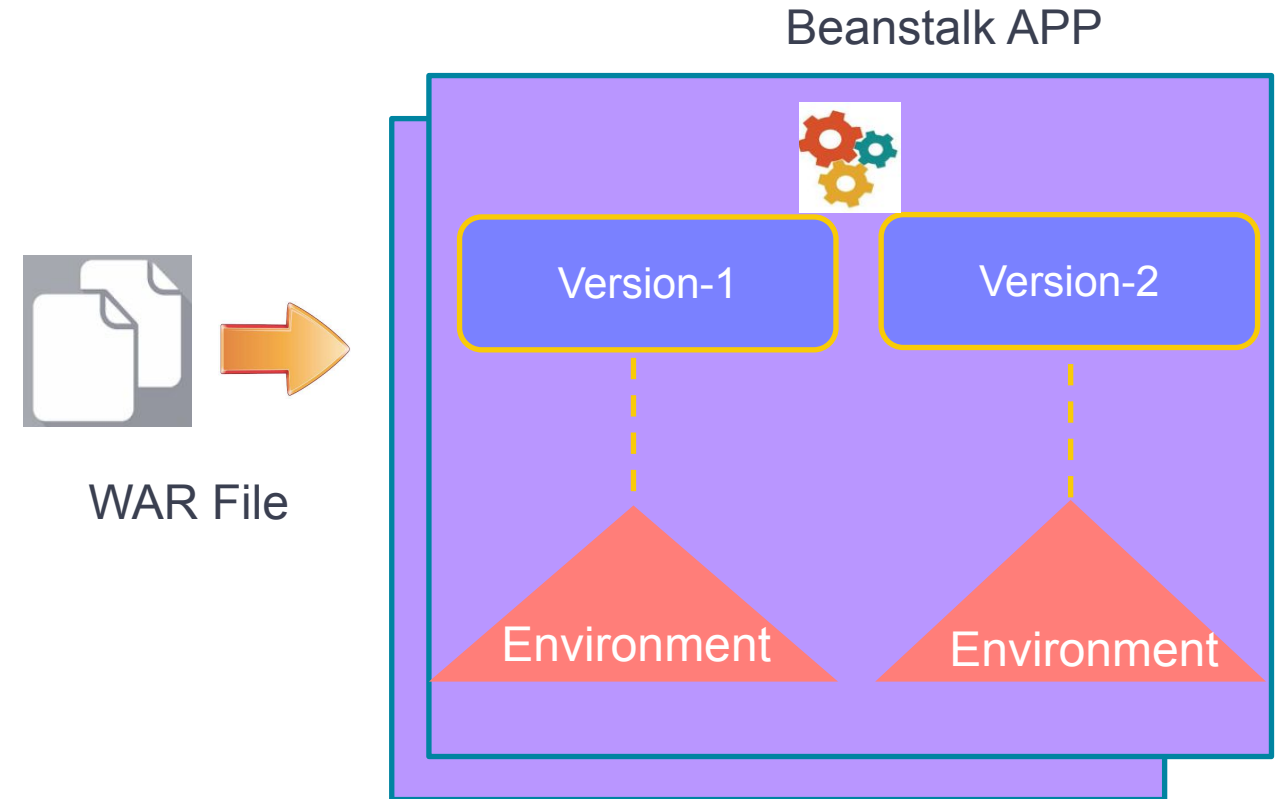 Beanstalk APP
Version-1
Version-2
WAR File
Environment
Environment